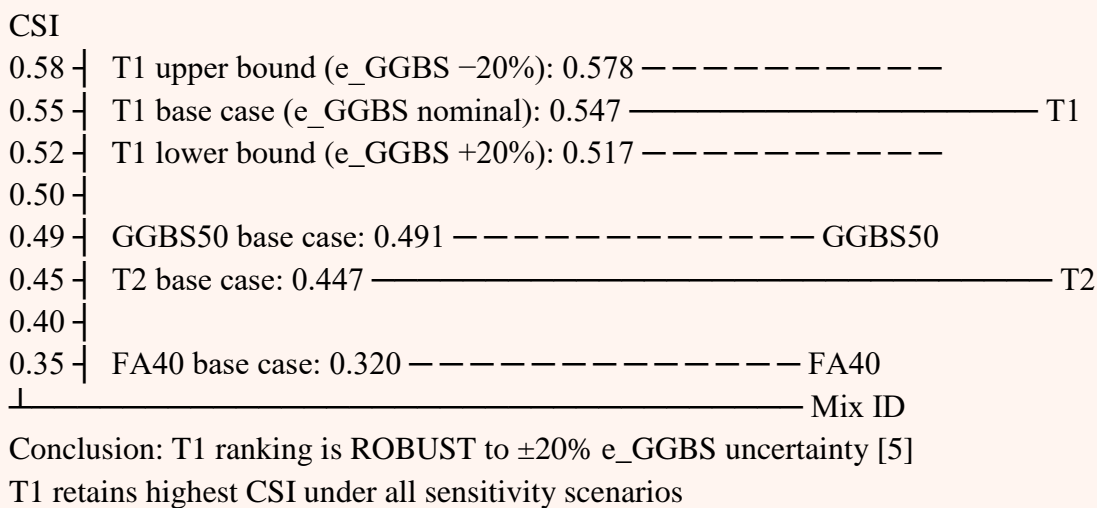 CSI
0.58 ┤ T1 upper bound (e_GGBS −20%): 0.578 ─ ─ ─ ─ ─ ─ ─ ─ ─ ─
0.55 ┤ T1 base case (e_GGBS nominal): 0.547 ────────────────── T1
0.52 ┤ T1 lower bound (e_GGBS +20%): 0.517 ─ ─ ─ ─ ─ ─ ─ ─ ─ ─
0.50 ┤
0.49 ┤ GGBS50 base case: 0.491 ─ ─ ─ ─ ─ ─ ─ ─ ─ ─ ─ ─ GGBS50
0.45 ┤ T2 base case: 0.447 ────────────────────────────── T2
0.40 ┤
0.35 ┤ FA40 base case: 0.320 ─ ─ ─ ─ ─ ─ ─ ─ ─ ─ ─ ─ ─ FA40
┴────────────────────────────────── Mix ID
Conclusion: T1 ranking is ROBUST to ±20% e_GGBS uncertainty [5]
T1 retains highest CSI under all sensitivity scenarios